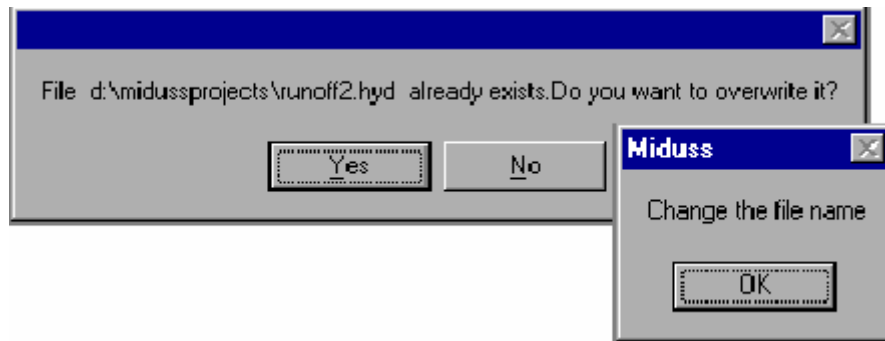 File d:\midussprojects\runoff2.hyd already exists.Do you want to overwrite it?
Yes
No
Miduss
Change the file name
OK